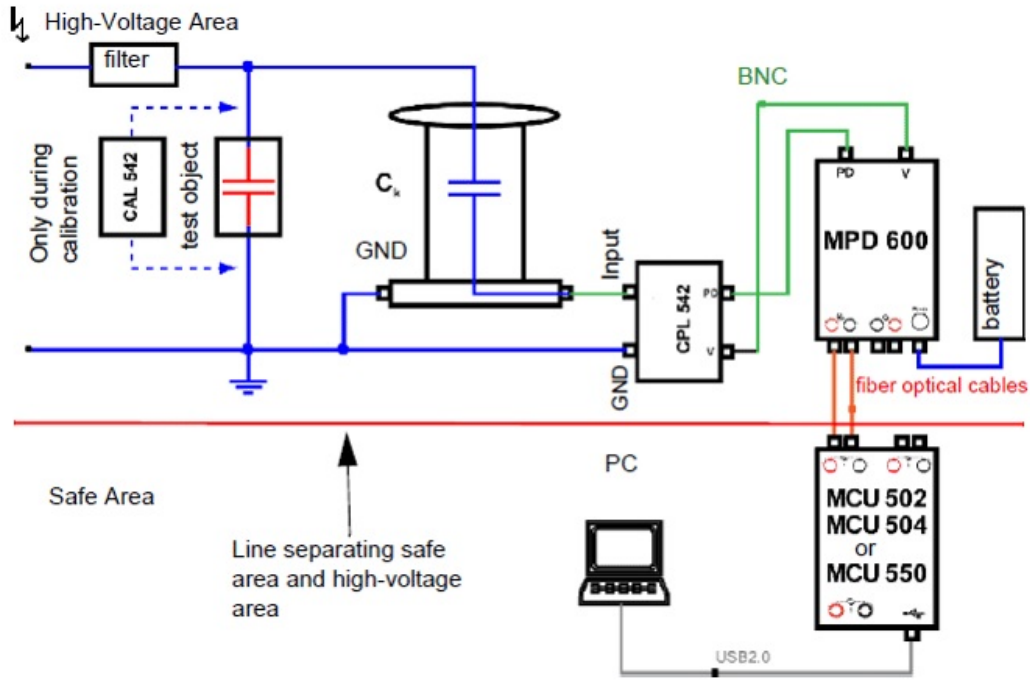 High-Voltage Area
filter
BNC
Only during
calibration
CAL 542
test object
Ck
GND
Input
PD
V
CPL 542
GND
PD
V
MPD 600
battery
fiber optical cables
Safe Area
Line separating safe
area and high-voltage
area
PC
MCU 502
MCU 504
or
MCU 550
USB2.0